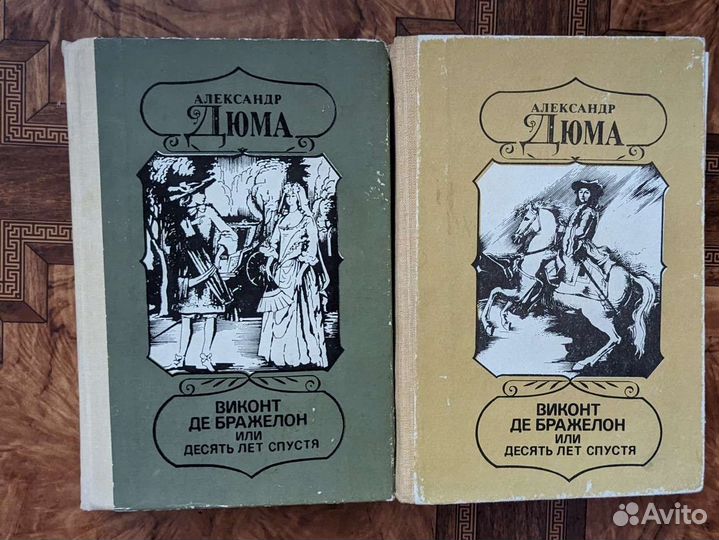 АЛЕКСАНДР
ДЮМА
ВИКОНТ
ДЕ БРАЖЕЛОН
ИЛИ
ДЕСЯТЬ ЛЕТ СПУСТЯ
АЛЕКСАНДР
ДЮМА
ВИКОНТ
ДЕ БРАЖЕЛОН
ИЛИ
ДЕСЯТЬ ЛЕТ СПУСТЯ
Avito